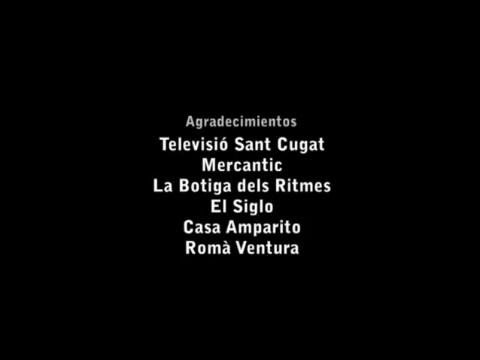 Agradecimientos
Televisió Sant Cugat
Mercantic
La Botiga dels Ritmes
El Siglo
Casa Amparito
Romà Ventura